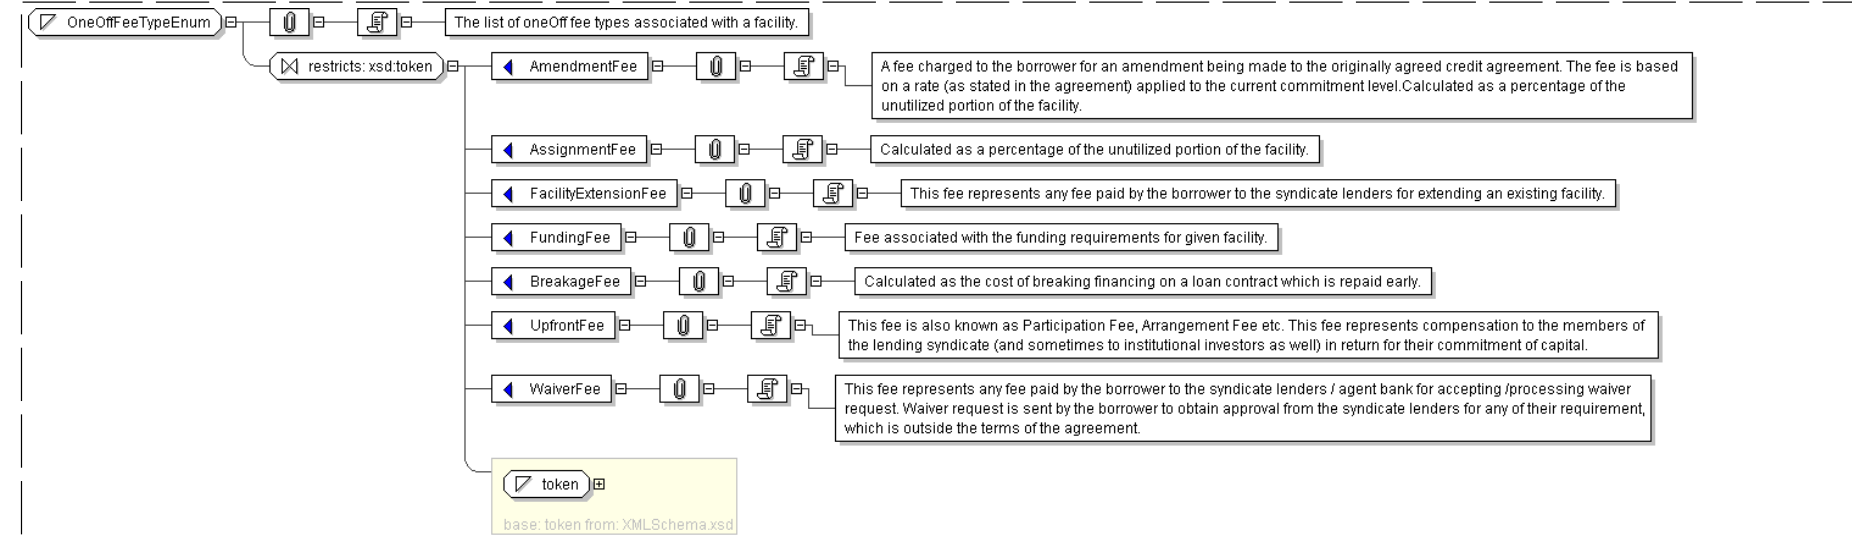 OneOffFeeTypeEnum
The list of oneOff fee types associated with a facility.
restricts: xsd:token
AmendmentFee
A fee charged to the borrower for an amendment being made to the originally agreed credit agreement. The fee is based
on a rate (as stated in the agreement) applied to the current commitment level.Calculated as a percentage of the
unutilized portion of the facility.
AssignmentFee
Calculated as a percentage of the unutilized portion of the facility.
FacilityExtensionFee
This fee represents any fee paid by the borrower to the syndicate lenders for extending an existing facility.
FundingFee
Fee associated with the funding requirements for given facility.
BreakageFee
Calculated as the cost of breaking financing on a loan contract which is repaid early.
UpfrontFee
This fee is also known as Participation Fee, Arrangement Fee etc. This fee represents compensation to the members of
the lending syndicate (and sometimes to institutional investors as well) in return for their commitment of capital.
WaiverFee
This fee represents any fee paid by the borrower to the syndicate lenders / agent bank for accepting /processing waiver
request. Waiver request is sent by the borrower to obtain approval from the syndicate lenders for any of their requirement,
which is outside the terms of the agreement.
token
base: token from: XMLSchema.xsd